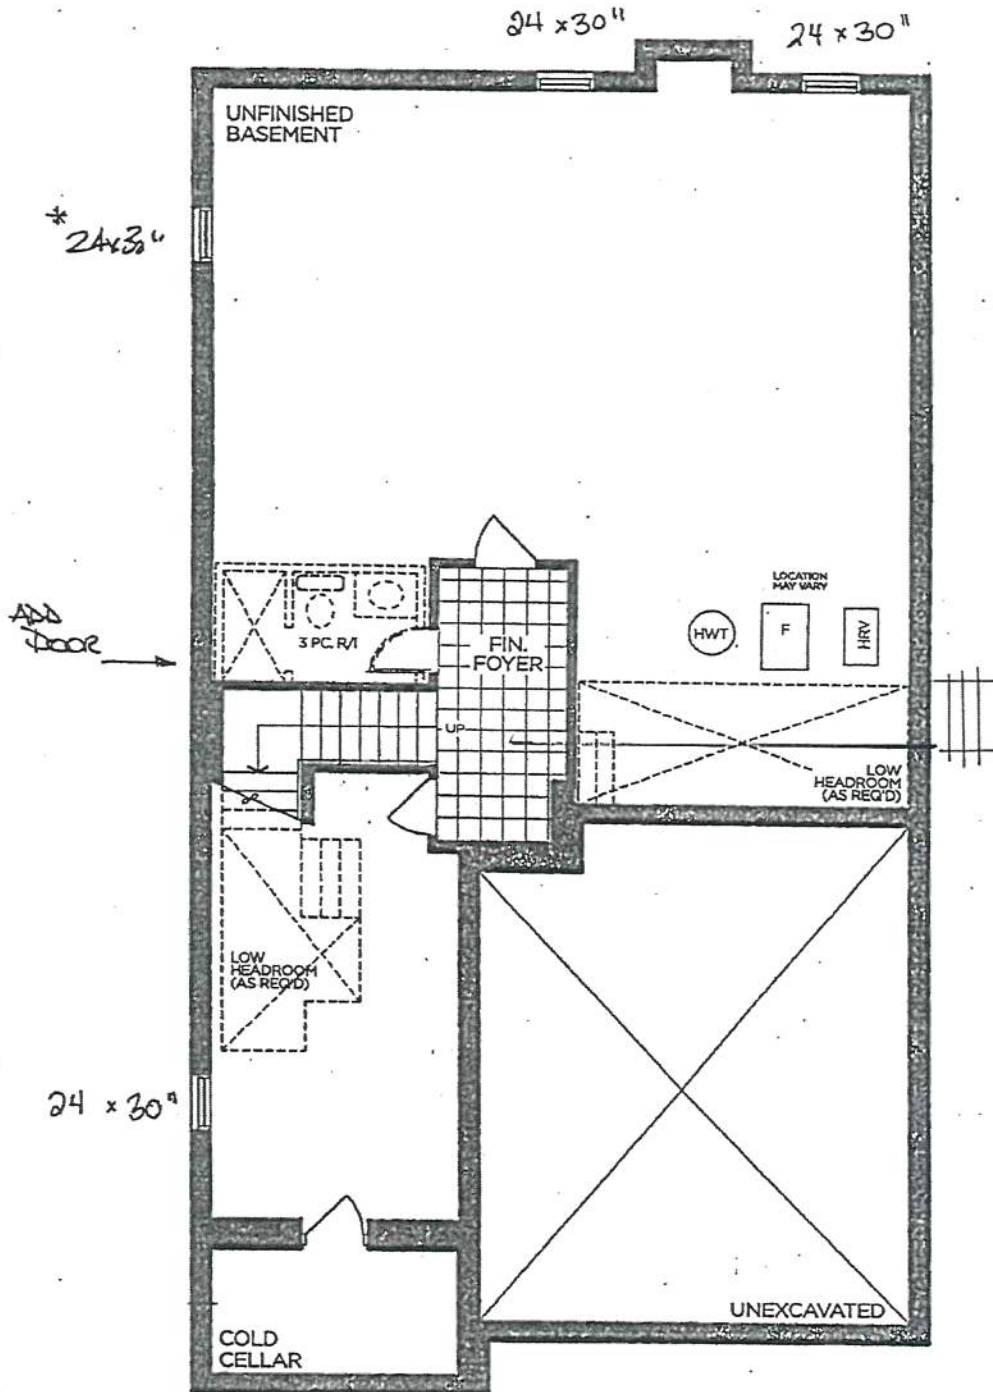 24 x 30"
24 x 30"
UNFINISHED
BASEMENT
* 24x30"
LOCATION
MAY VARY
HWT
F
HRV
3 PC. R/I
FIN.
FOYER
ADD
DOOR
UP
LOW
HEADROOM
(AS REQ'D)
LOW
HEADROOM
(AS REQ'D)
24 x 30"
UNEXCAVATED
COLD
CELLAR